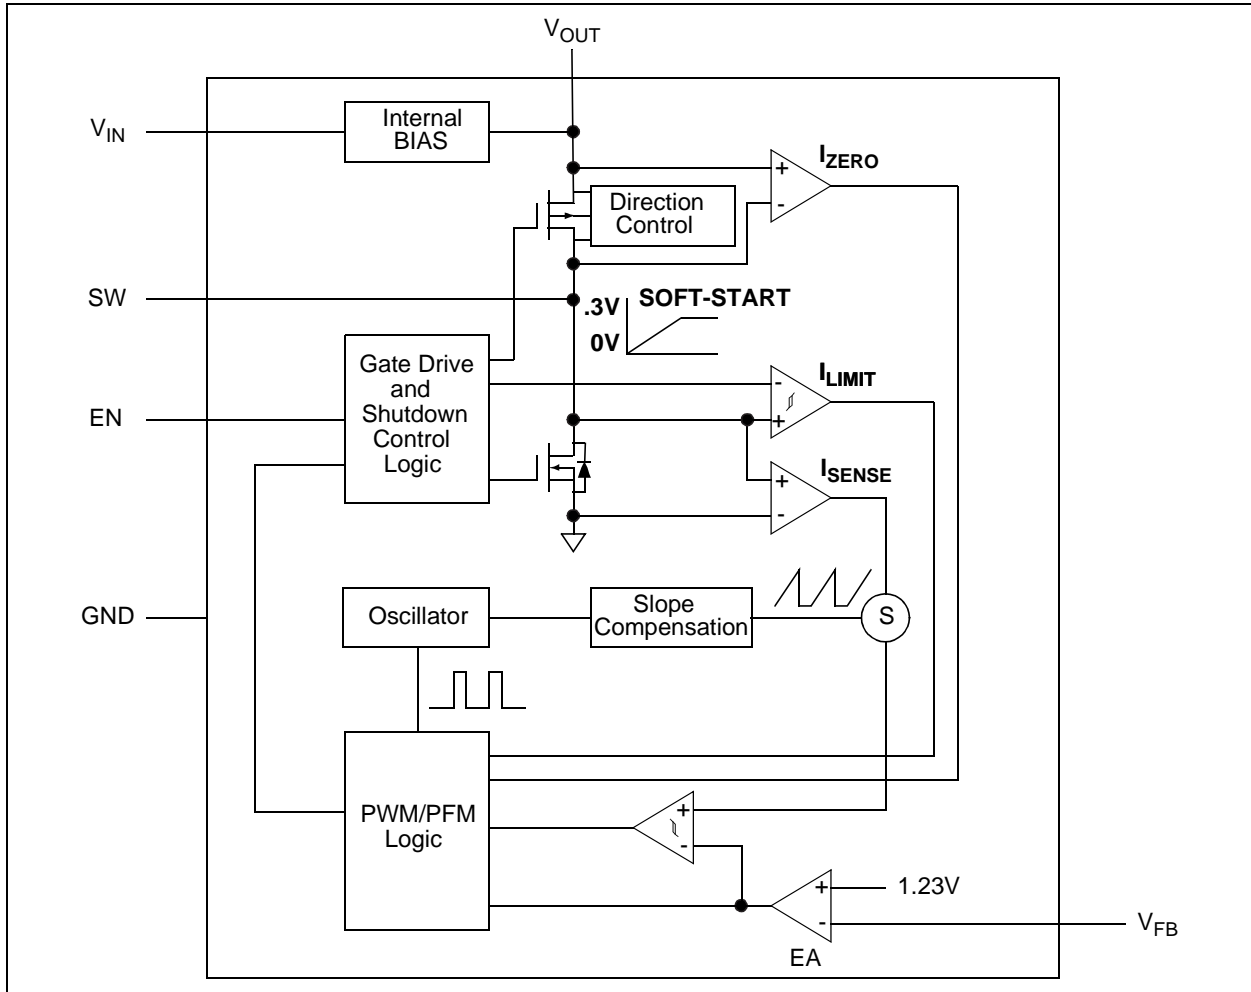 VOUT
VIN
Internal
BIAS
IZERO
+
-
Direction
Control
SW
.3V
SOFT-START
0V
Gate Drive
and
Shutdown
Control
Logic
EN
ILIMIT
-
+
ISENSE
+
-
GND
Oscillator
Slope
Compensation
S
PWM/PFM
Logic
+
-
+
1.23V
-
VFB
EA